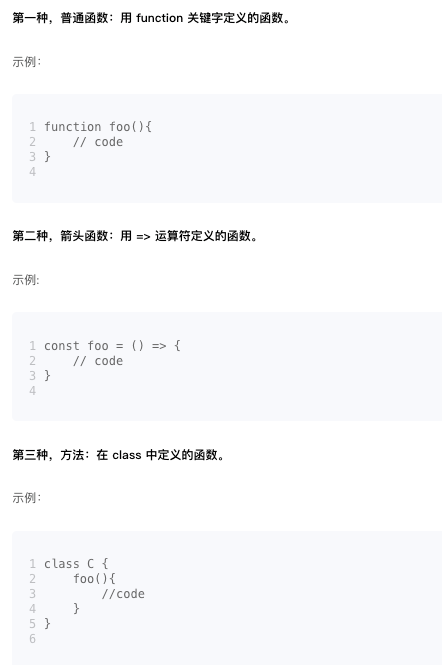 第一种，普通函数：用 function 关键字定义的函数。
示例：
1 function foo(){
2     // code
3 }
4
第二种，箭头函数：用 => 运算符定义的函数。
示例:
1 const foo = () => {
2     // code
3 }
4
第三种，方法：在 class 中定义的函数。
示例：
1 class C {
2     foo(){
3         //code
4     }
5 }
6